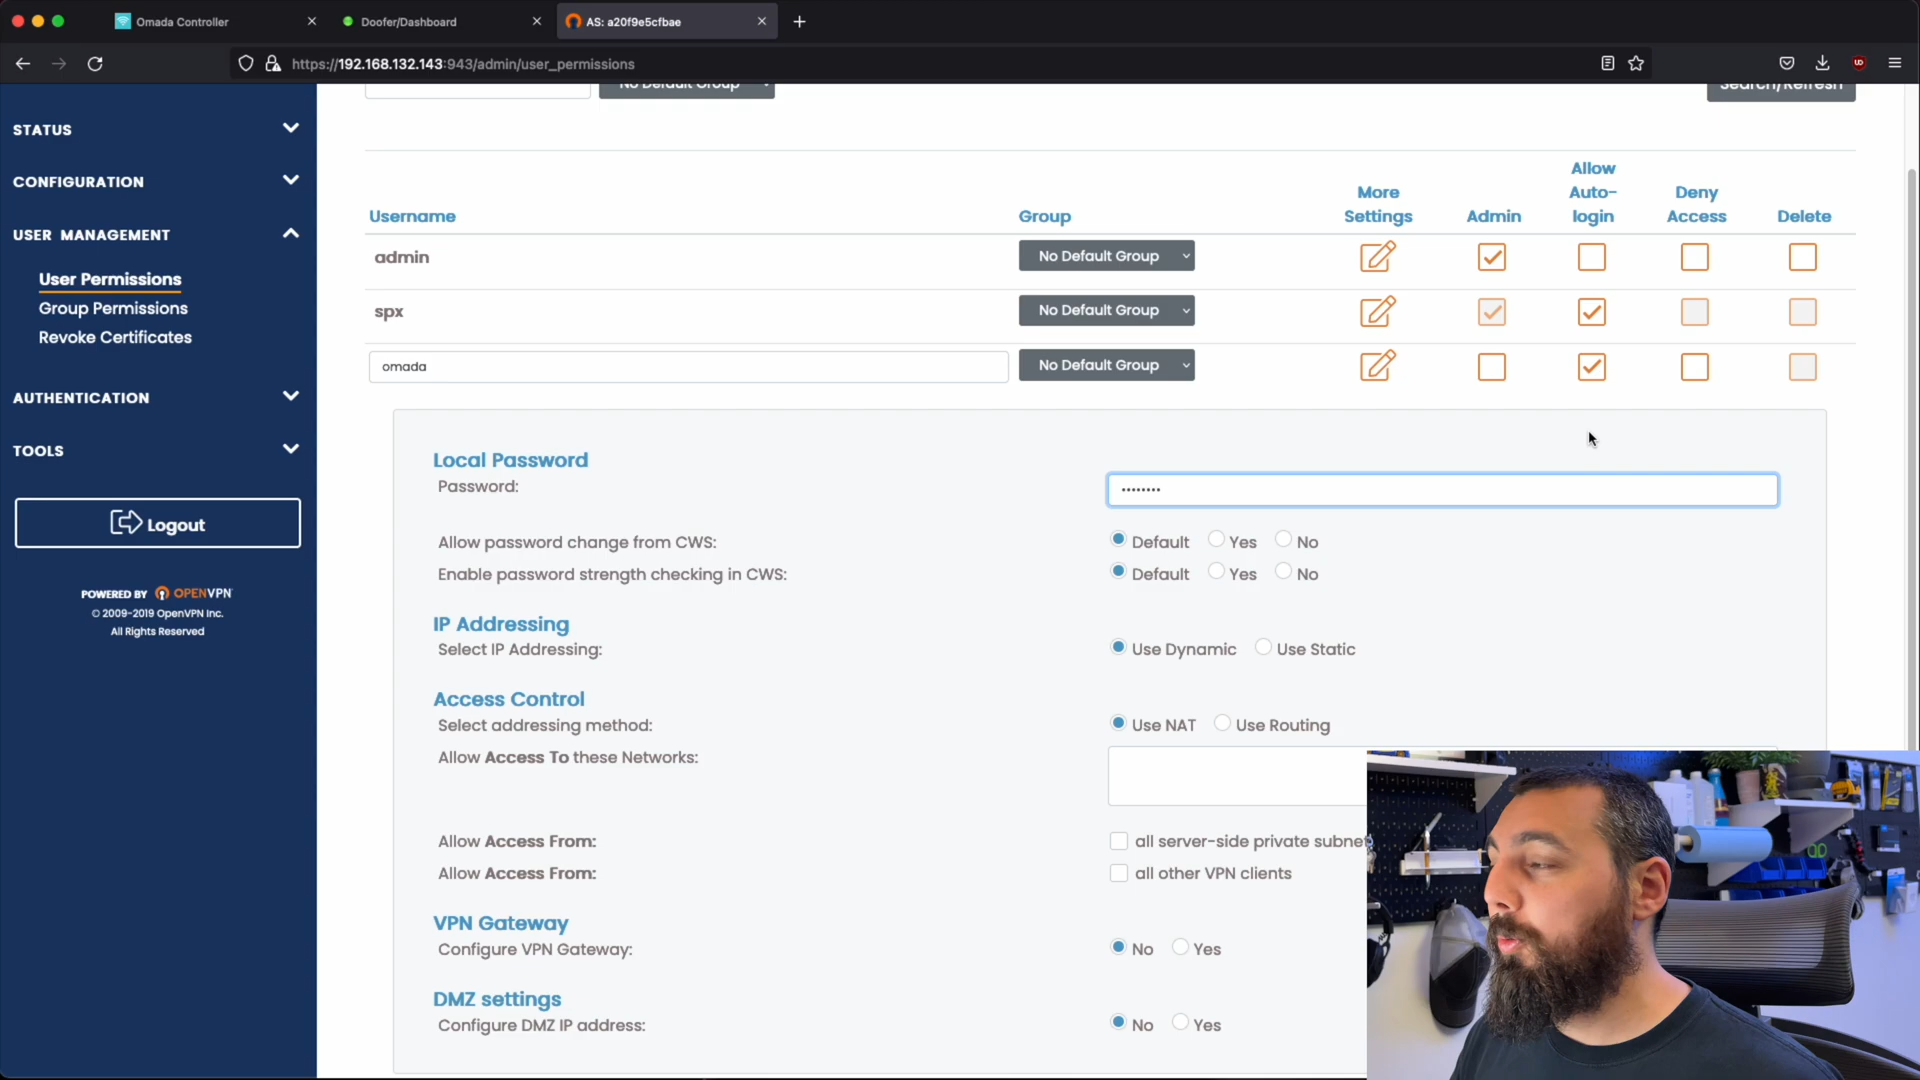 Omada Controller
Doofer/Dashboard
AS: a20f9e5cfbae
https://192.168.132.143:943/admin/user_permissions
No Default Group
Search/Refresh
STATUS
CONFIGURATION
USER MANAGEMENT
User Permissions
Group Permissions
Revoke Certificates
AUTHENTICATION
TOOLS
Logout
POWERED BY OPENVPN
© 2009-2019 OpenVPN Inc.
All Rights Reserved
Username
Group
More Settings
Admin
Allow Auto-login
Deny Access
Delete
admin
No Default Group
spx
No Default Group
omada
No Default Group
Local Password
Password:
••••••••
Allow password change from CWS:
Default Yes No
Enable password strength checking in CWS:
Default Yes No
IP Addressing
Select IP Addressing:
Use Dynamic Use Static
Access Control
Select addressing method:
Use NAT Use Routing
Allow Access To these Networks:
Allow Access From:
all server-side private subnet
Allow Access From:
all other VPN clients
VPN Gateway
Configure VPN Gateway:
No Yes
DMZ settings
Configure DMZ IP address:
No Yes